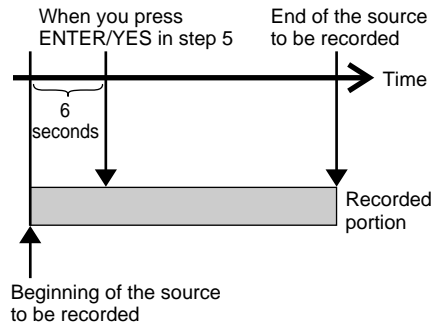 When you press
ENTER/YES in step 5
End of the source
to be recorded
Time
6
seconds
Recorded
portion
Beginning of the source
to be recorded